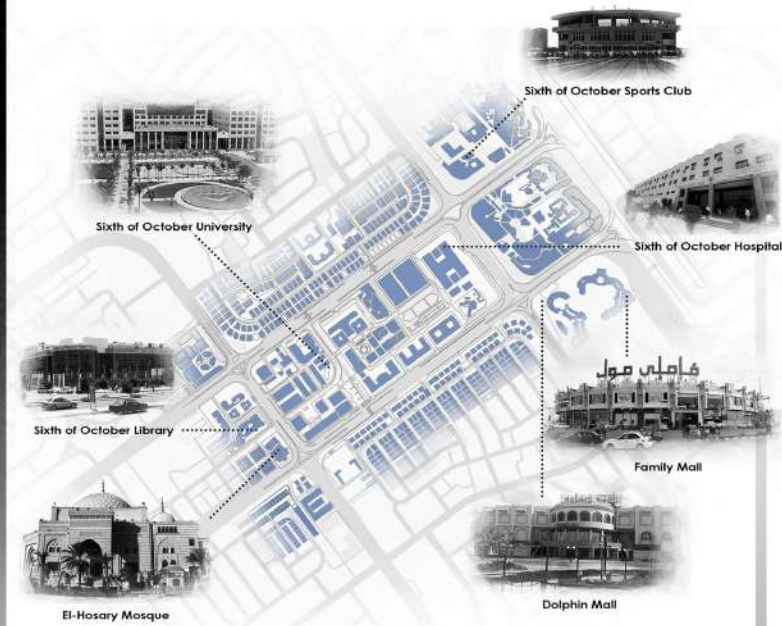 Sixth of October Sports Club
Sixth of October University
Sixth of October Hospital
فاملى مول
Sixth of October Library
Family Mall
Dolphin Mall
El-Hosary Mosque